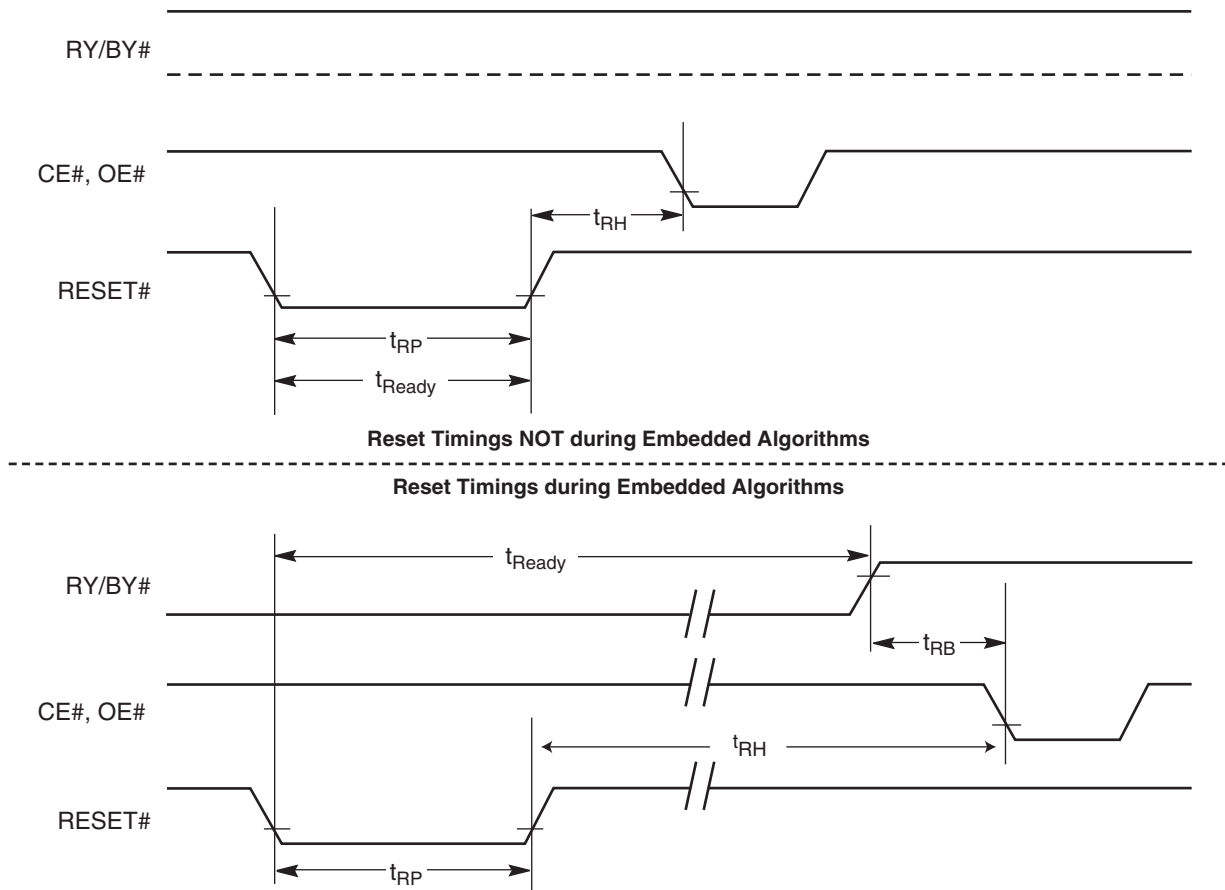 RY/BY#
CE#, OE#
tRH
RESET#
tRP
tReady
Reset Timings NOT during Embedded Algorithms
Reset Timings during Embedded Algorithms
tReady
RY/BY#
tRB
CE#, OE#
tRH
RESET#
tRP